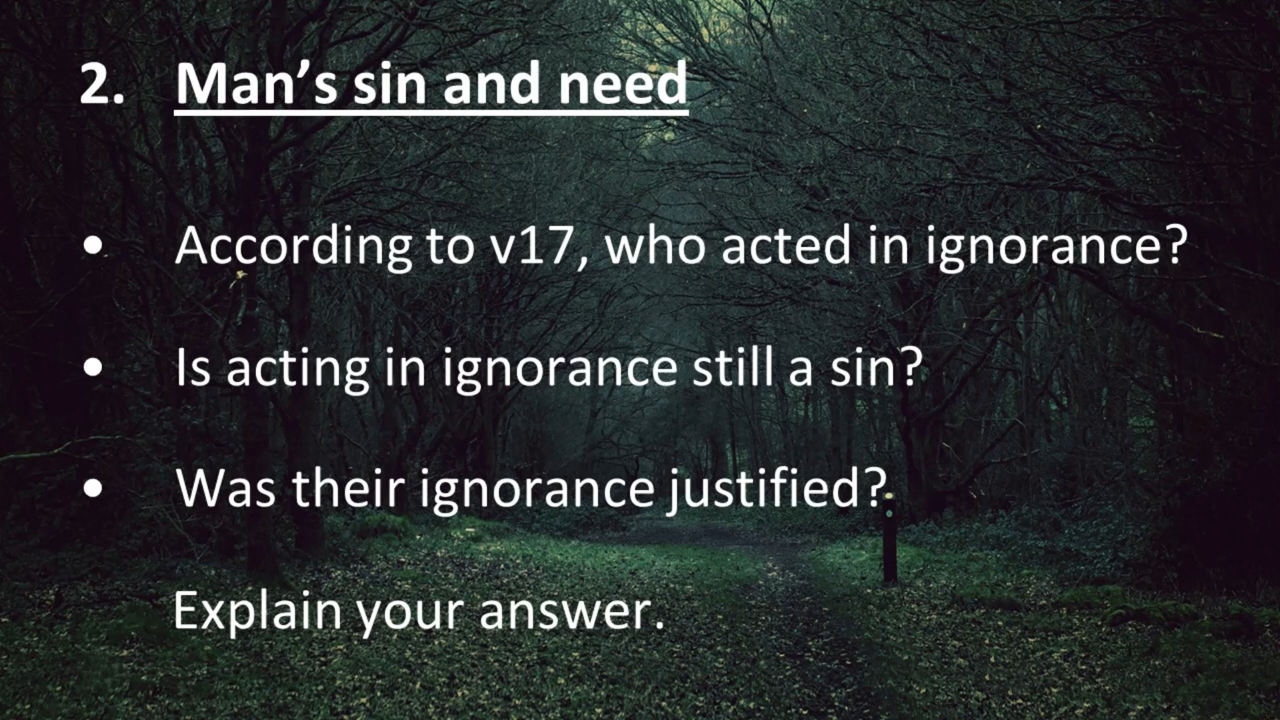 2. Man’s sin and need
• According to v17, who acted in ignorance?
• Is acting in ignorance still a sin?
• Was their ignorance justified?
Explain your answer.